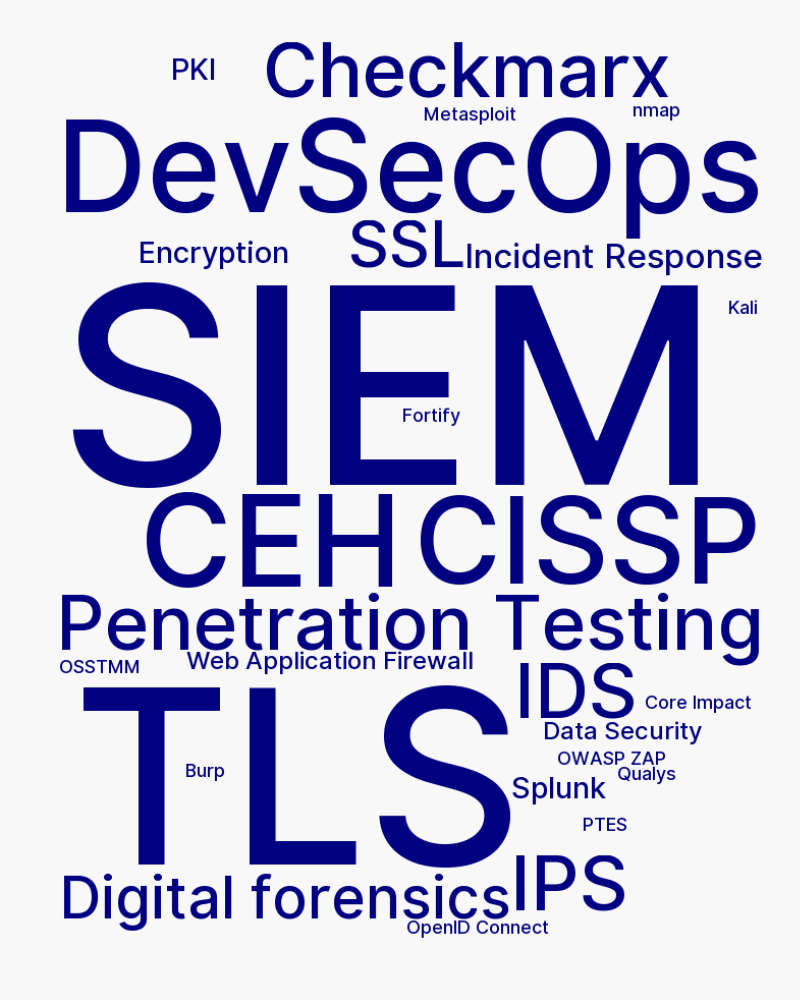 PKI
Checkmarx
Metasploit
nmap
DevSecOps
Encryption
SSL
Incident Response
SIEM
Kali
Fortify
CEH
CISSP
Penetration Testing
OSSTMM
Web Application Firewall
IDS
Core Impact
TLS
Data Security
OWASP ZAP
Burp
Qualys
Splunk
PTES
Digital forensics
IPS
OpenID Connect